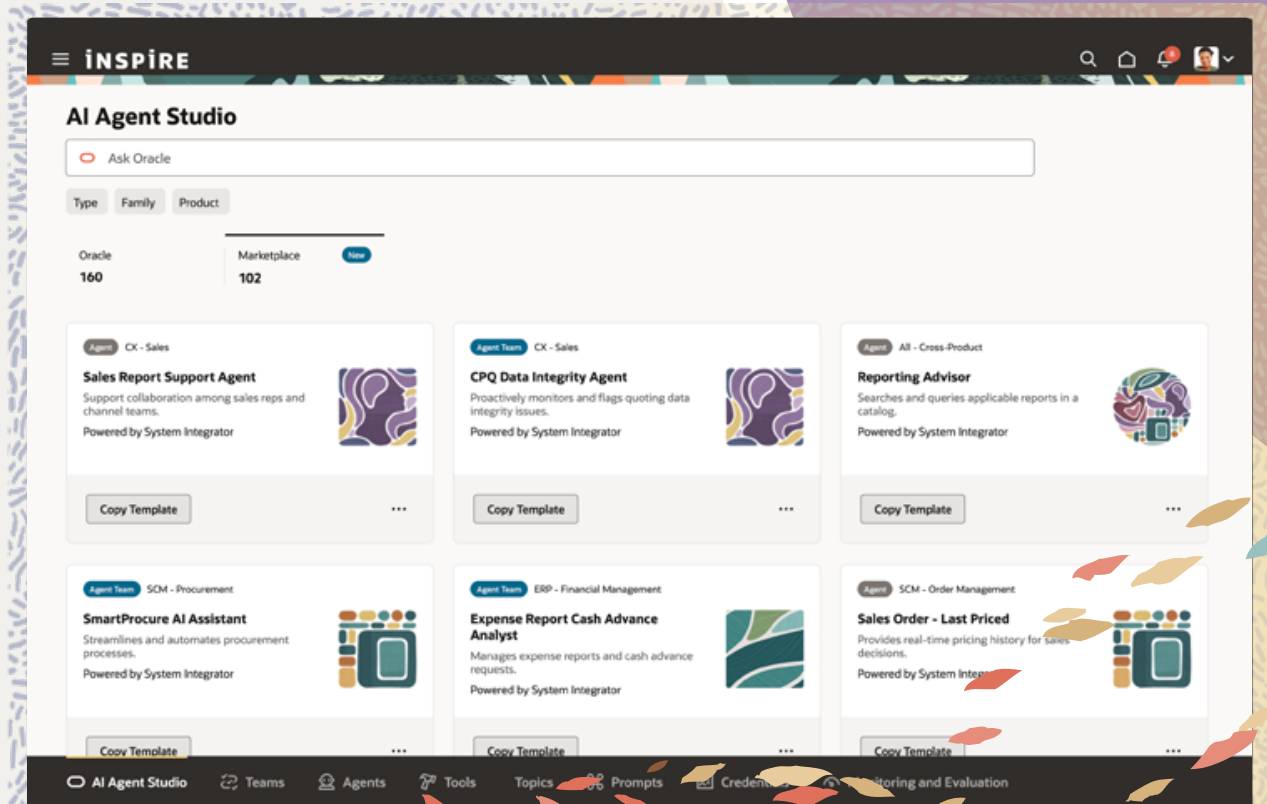 iNSPiRE
AI Agent Studio
Ask Oracle
Type Family Product
Oracle
160
Marketplace New
102
Agent CX - Sales
Sales Report Support Agent
Support collaboration among sales reps and
channel teams.
Powered by System Integrator
Copy Template
Agent Team CX - Sales
CPQ Data Integrity Agent
Proactively monitors and flags quoting data
integrity issues.
Powered by System Integrator
Copy Template
Agent All - Cross-Product
Reporting Advisor
Searches and queries applicable reports in a
catalog.
Powered by System Integrator
Copy Template
Agent Team SCM - Procurement
SmartProcure AI Assistant
Streamlines and automates procurement
processes.
Powered by System Integrator
Copy Template
Agent Team ERP - Financial Management
Expense Report Cash Advance
Analyst
Manages expense reports and cash advance
requests.
Powered by System Integrator
Copy Template
Agent SCM - Order Management
Sales Order - Last Priced
Provides real-time pricing history for sales
decisions.
Powered by System
Copy Template
AI Agent Studio Teams Agents Tools Topics Prompts and Evaluation